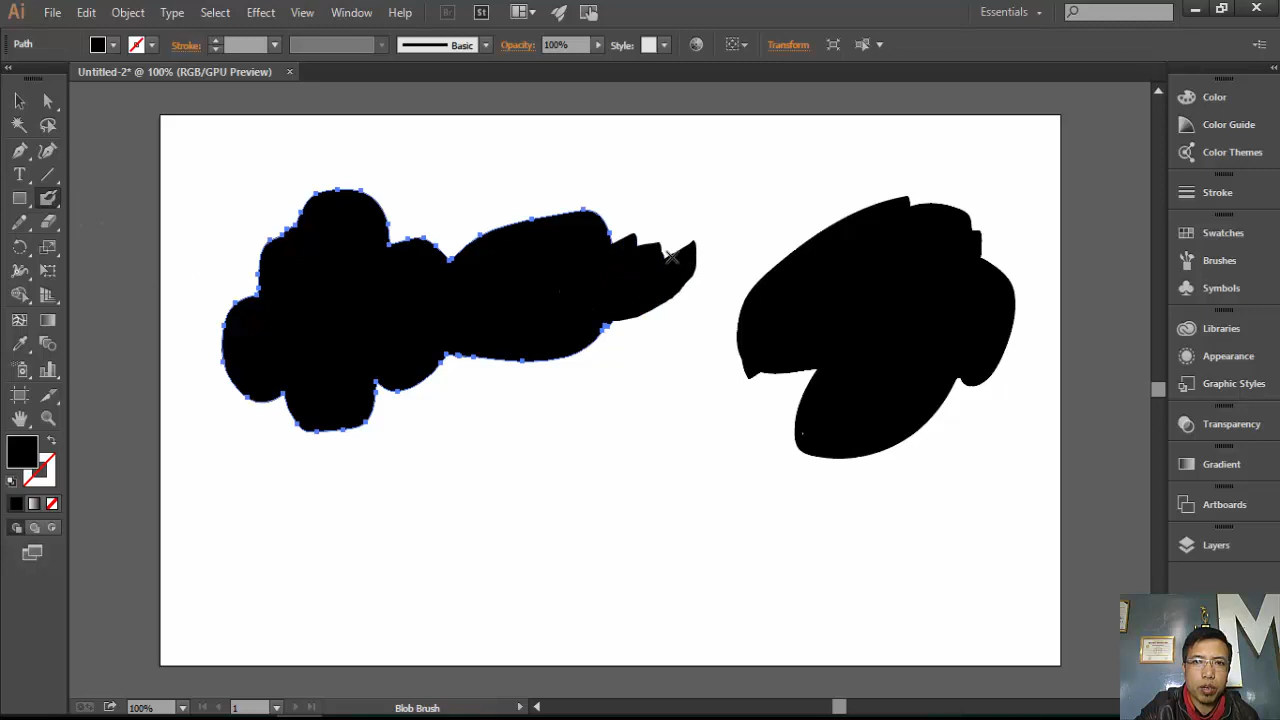 Ai File Edit Object Type Select Effect View Window Help Br St Essentials
Path Stroke: Basic Opacity: 100% Style: Transform
Untitled-2* @ 100% (RGB/GPU Preview) ×
T
Color
Color Guide
Color Themes
Stroke
Swatches
Brushes
Symbols
Libraries
Appearance
Graphic Styles
Transparency
Gradient
Artboards
Layers
M
100% 1 Blob Brush